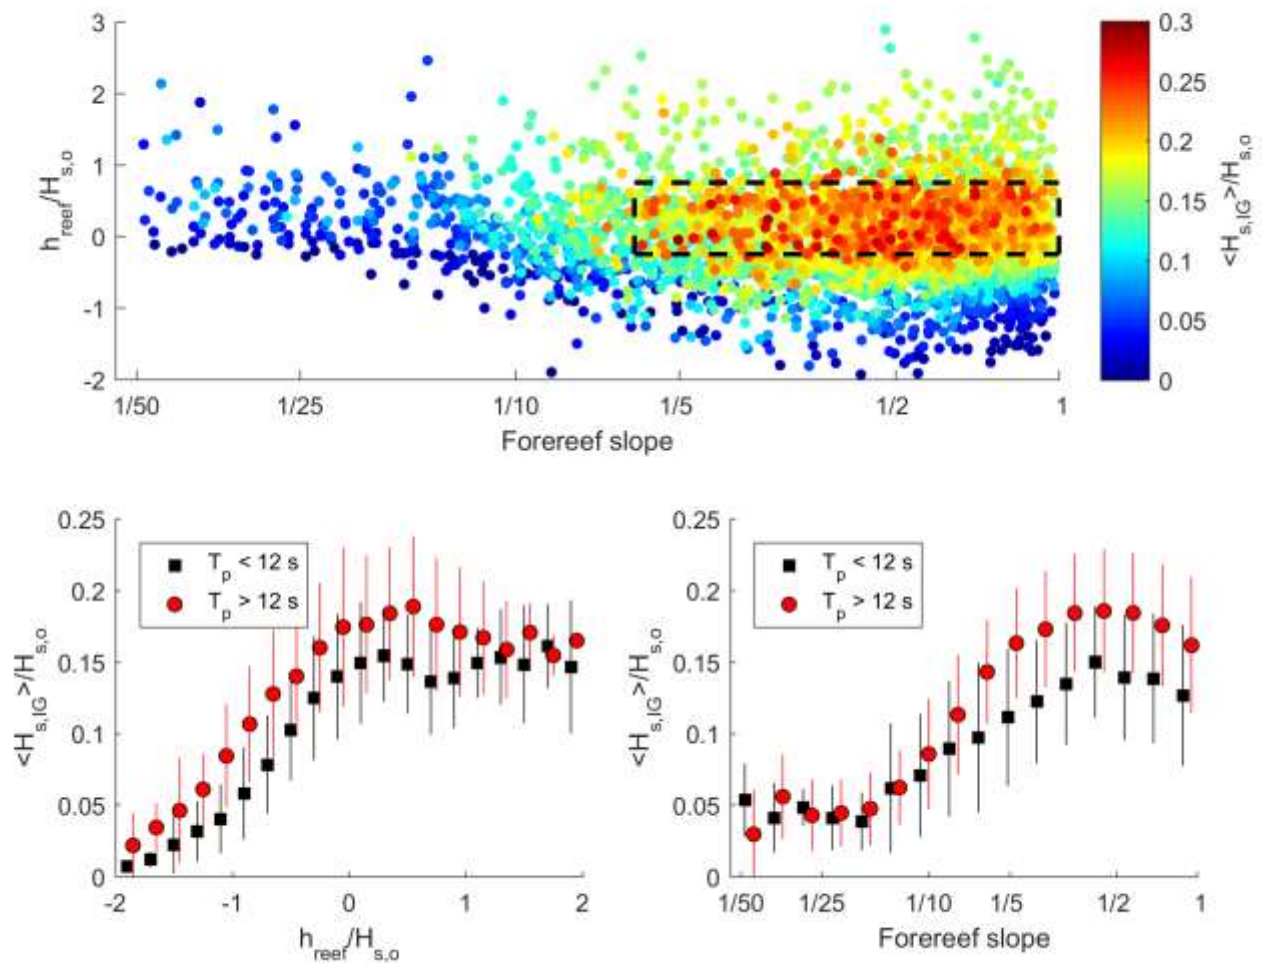 3
2
1
0
-1
-2
h_reef/H_s,o
1/50 1/25 1/10 1/5 1/2 1
Forereef slope
0.3
0.25
0.2
0.15
0.1
0.05
0
<H_s,IG>/H_s,o
0.25
0.2
0.15
0.1
0.05
0
<H_s,IG>/H_s,o
T_p < 12 s
T_p > 12 s
-2 -1 0 1 2
h_reef/H_s,o
0.25
0.2
0.15
0.1
0.05
0
<H_s,IG>/H_s,o
T_p < 12 s
T_p > 12 s
1/50 1/25 1/10 1/5 1/2 1
Forereef slope